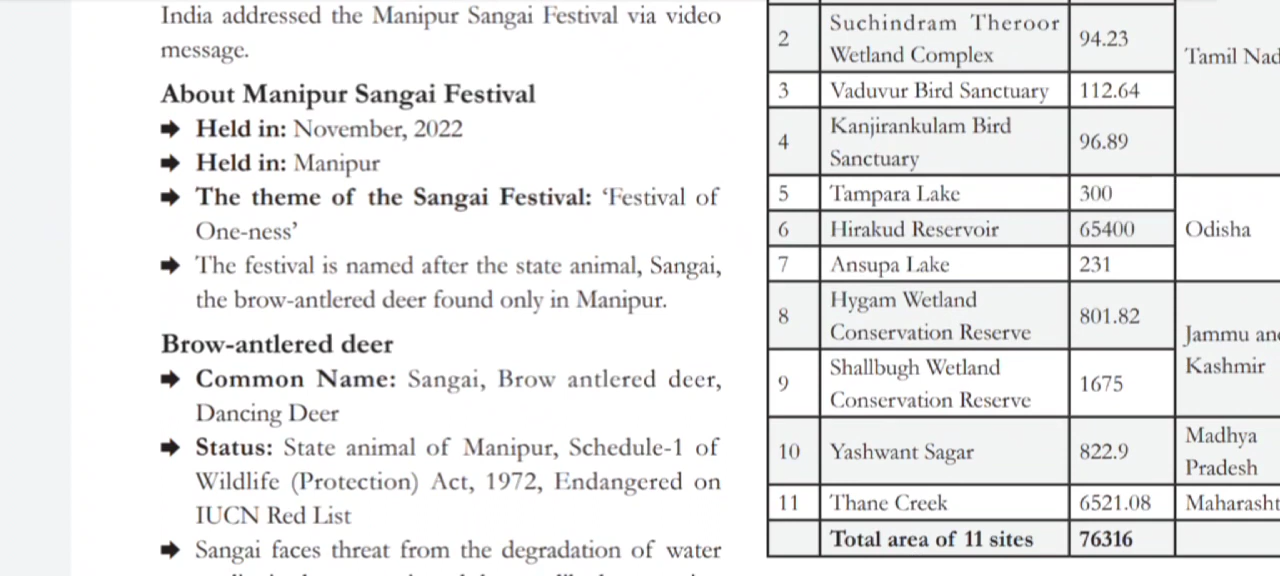 India addressed the Manipur Sangai Festival via video
message.
About Manipur Sangai Festival
➡ Held in: November, 2022
➡ Held in: Manipur
➡ The theme of the Sangai Festival: ‘Festival of
One-ness’
➡ The festival is named after the state animal, Sangai,
the brow-antlered deer found only in Manipur.
Brow-antlered deer
➡ Common Name: Sangai, Brow antlered deer,
Dancing Deer
➡ Status: State animal of Manipur, Schedule-1 of
Wildlife (Protection) Act, 1972, Endangered on
IUCN Red List
➡ Sangai faces threat from the degradation of water
2 Suchindram Theroor
Wetland Complex 94.23
Tamil Nad
3 Vaduvur Bird Sanctuary 112.64
4 Kanjirankulam Bird
Sanctuary 96.89
5 Tampara Lake 300
6 Hirakud Reservoir 65400 Odisha
7 Ansupa Lake 231
8 Hygam Wetland
Conservation Reserve 801.82
Jammu and
Kashmir
9 Shallbugh Wetland
Conservation Reserve 1675
10 Yashwant Sagar 822.9 Madhya
Pradesh
11 Thane Creek 6521.08 Maharasht
Total area of 11 sites 76316